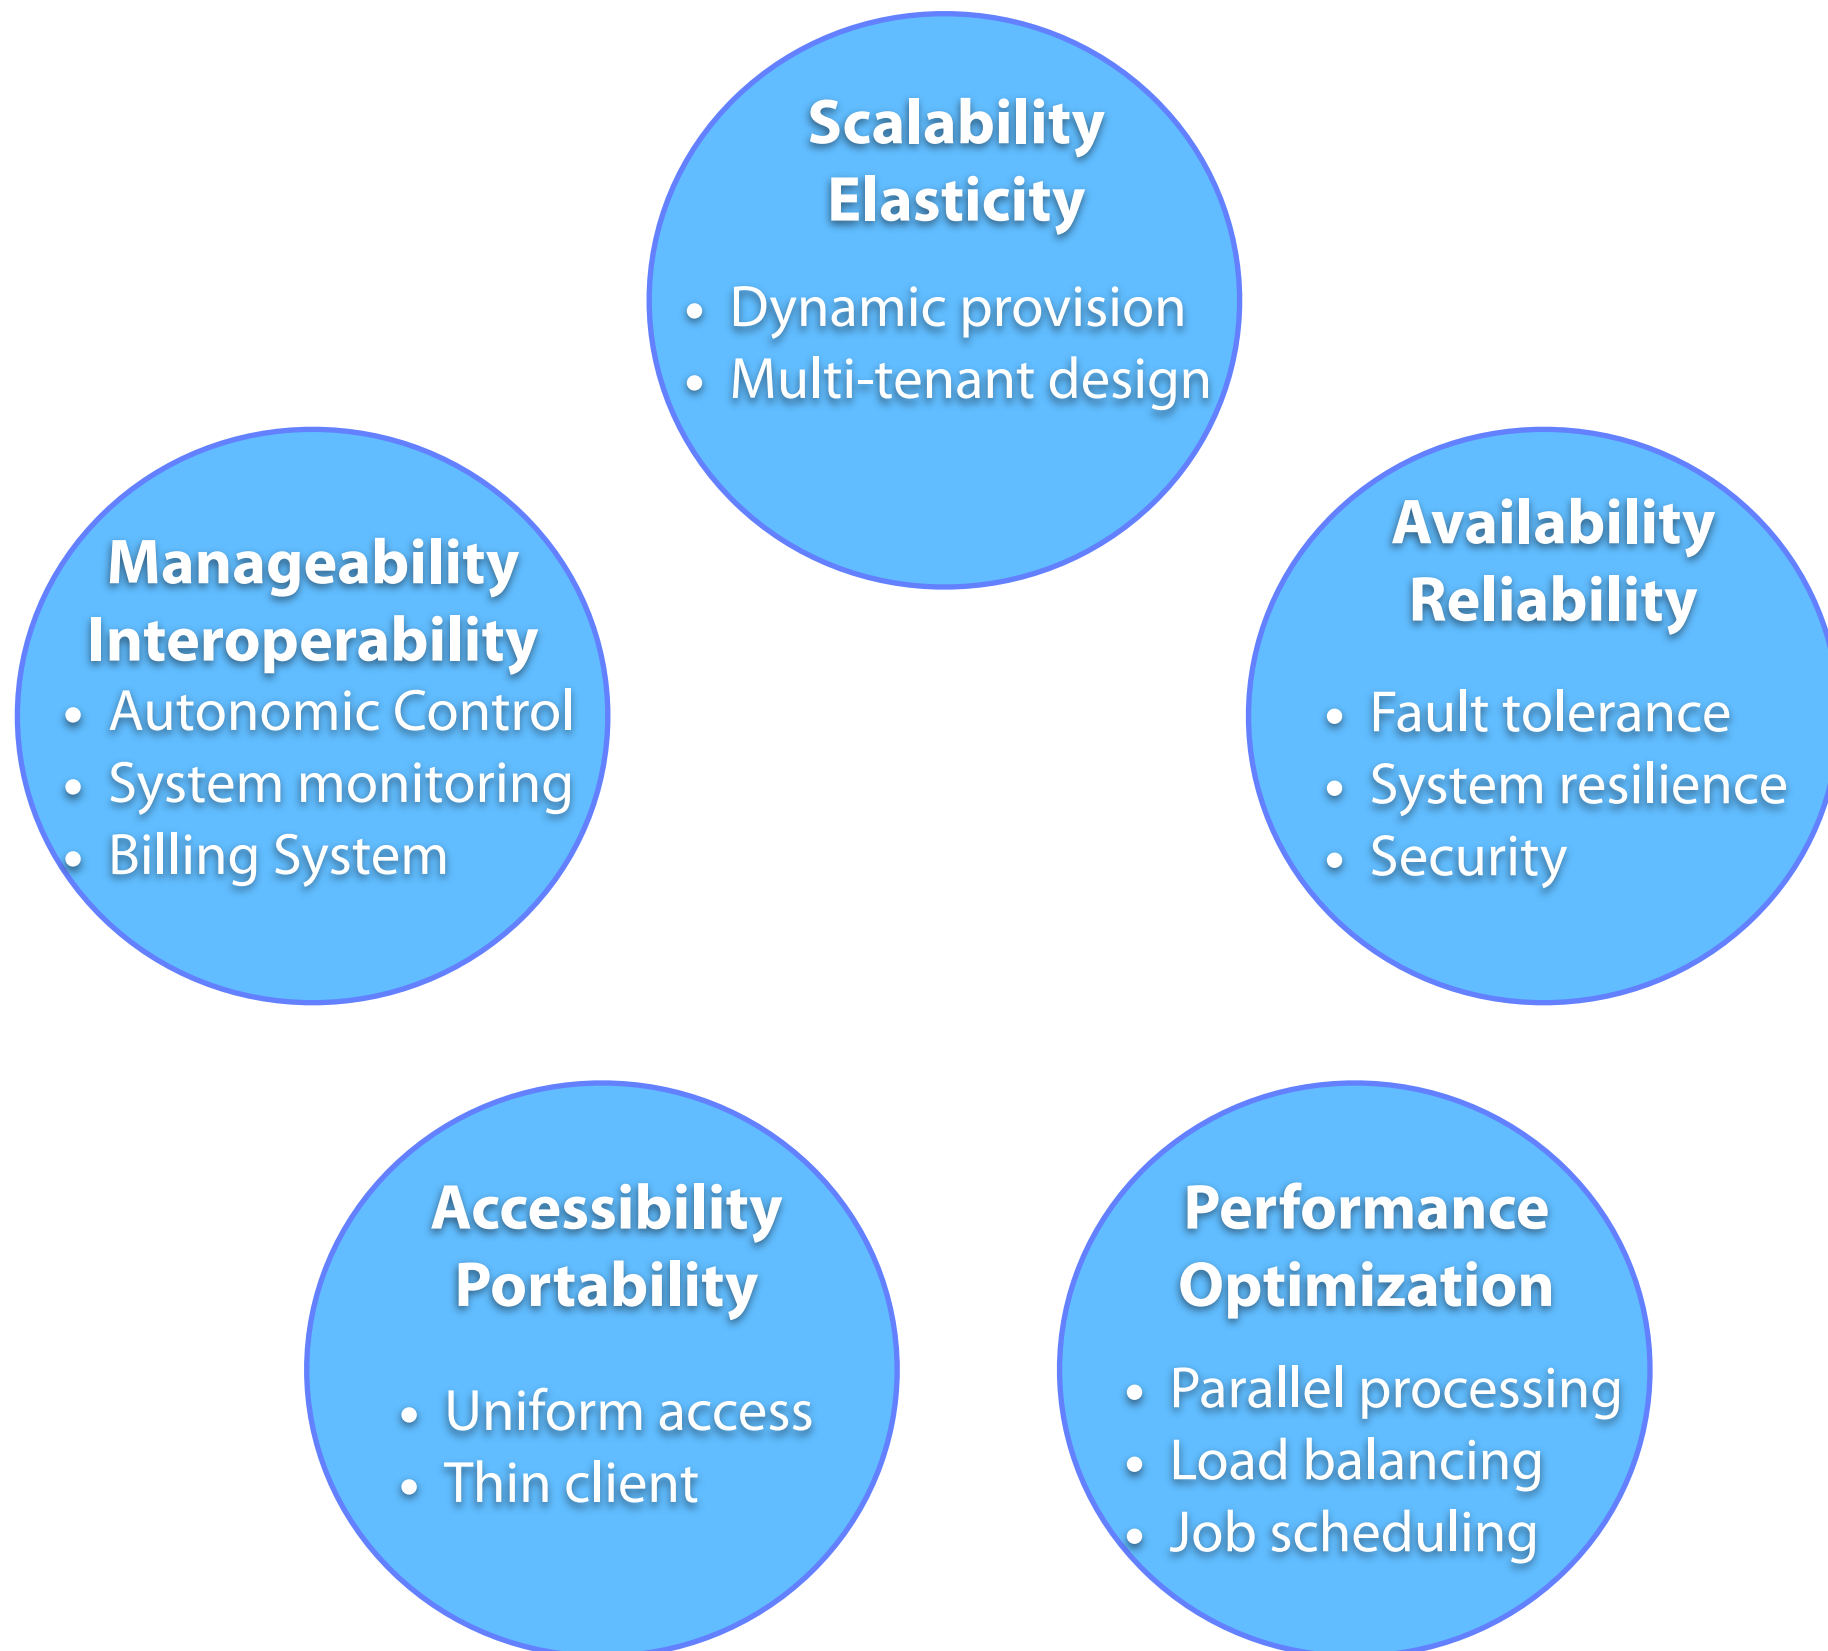 Scalability
Elasticity
• Dynamic provision
• Multi-tenant design
Manageability
Interoperability
• Autonomic Control
• System monitoring
• Billing System
Availability
Reliability
• Fault tolerance
• System resilience
• Security
Accessibility
Portability
• Uniform access
• Thin client
Performance
Optimization
• Parallel processing
• Load balancing
• Job scheduling